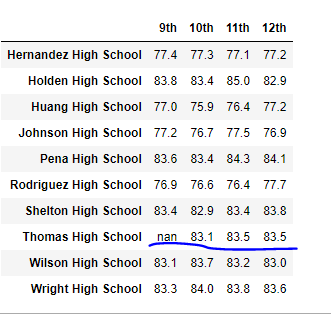 9th 10th 11th 12th
Hernandez High School 77.4 77.3 77.1 77.2
Holden High School 83.8 83.4 85.0 82.9
Huang High School 77.0 75.9 76.4 77.2
Johnson High School 77.2 76.7 77.5 76.9
Pena High School 83.6 83.4 84.3 84.1
Rodriguez High School 76.9 76.6 76.4 77.7
Shelton High School 83.4 82.9 83.4 83.8
Thomas High School nan 83.1 83.5 83.5
Wilson High School 83.1 83.7 83.2 83.0
Wright High School 83.3 84.0 83.8 83.6